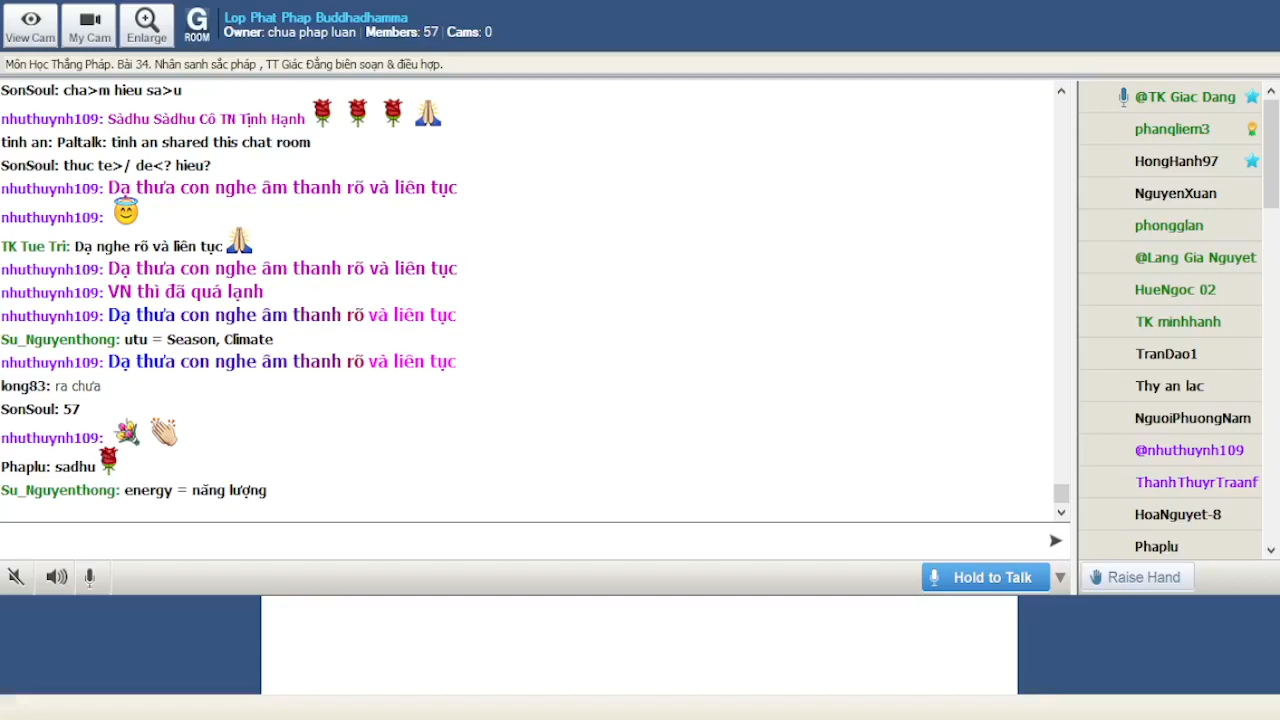 View Cam
My Cam
Enlarge
G
ROOM
Lop Phat Phap Buddhadhamma
Owner: chua phap luan | Members: 57 | Cams: 0
Môn Học Thắng Pháp. Bài 34. Nhân sanh sắc pháp , TT Giác Đẳng biên soạn & điều hợp.
SonSoul: cha>m hieu sa>u
nhuthuynh109: Sàdhu Sàdhu Cô TN Tịnh Hạnh
tinh an: Paltalk: tinh an shared this chat room
SonSoul: thuc te>/ de<? hieu?
nhuthuynh109: Dạ thưa con nghe âm thanh rõ và liên tục
nhuthuynh109:
TK Tue Tri: Dạ nghe rõ và liên tục
nhuthuynh109: Dạ thưa con nghe âm thanh rõ và liên tục
nhuthuynh109: VN thì đã quá lạnh
nhuthuynh109: Dạ thưa con nghe âm thanh rõ và liên tục
Su_Nguyenthong: utu = Season, Climate
nhuthuynh109: Dạ thưa con nghe âm thanh rõ và liên tục
long83: ra chưa
SonSoul: 57
nhuthuynh109:
Phaplu: sadhu
Su_Nguyenthong: energy = năng lượng
@TK Giac Dang
phanqliem3
HongHanh97
NguyenXuan
phongglan
@Lang Gia Nguyet
HueNgoc 02
TK minhhanh
TranDao1
Thy an lac
NguoiPhuongNam
@nhuthuynh109
ThanhThuyrTraanf
HoaNguyet-8
Phaplu
Hold to Talk
Raise Hand